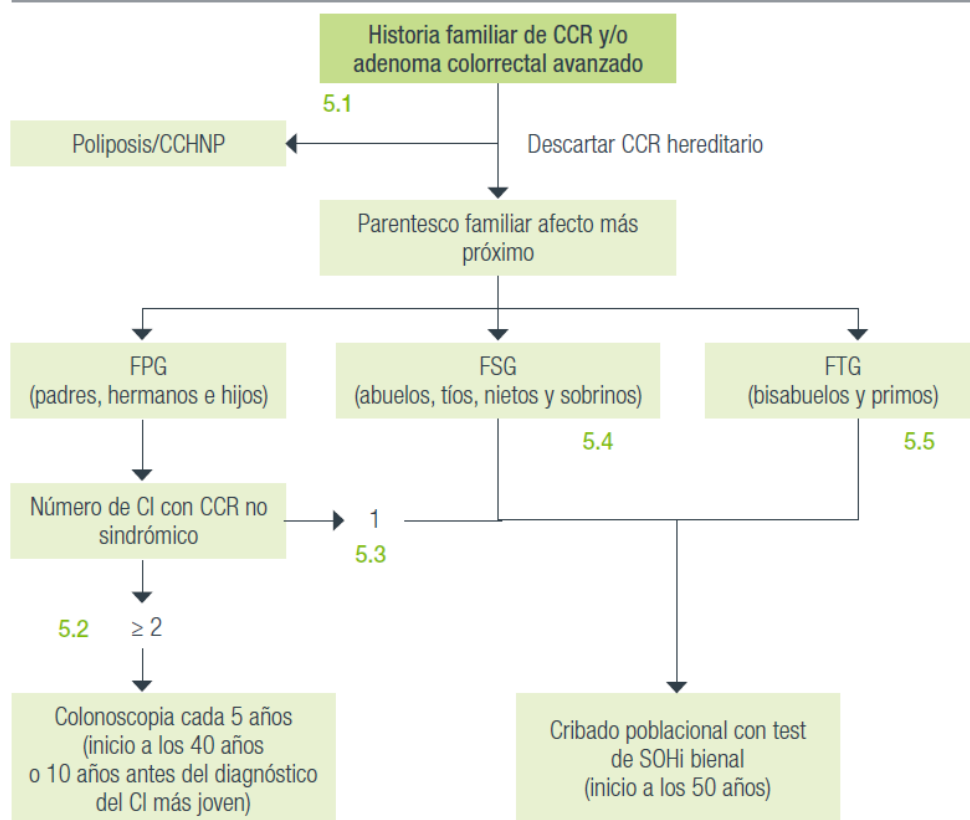 Historia familiar de CCR y/o
adenoma colorrectal avanzado
5.1
Poliposis/CCHNP
Descartar CCR hereditario
Parentesco familiar afecto más
próximo
FPG
(padres, hermanos e hijos)
FSG
(abuelos, tíos, nietos y sobrinos)
FTG
(bisabuelos y primos)
5.4
5.5
Número de CI con CCR no
sindrómico
1
5.3
5.2
≥ 2
Colonoscopia cada 5 años
(inicio a los 40 años
o 10 años antes del diagnóstico
del CI más joven)
Cribado poblacional con test
de SOHi bienal
(inicio a los 50 años)